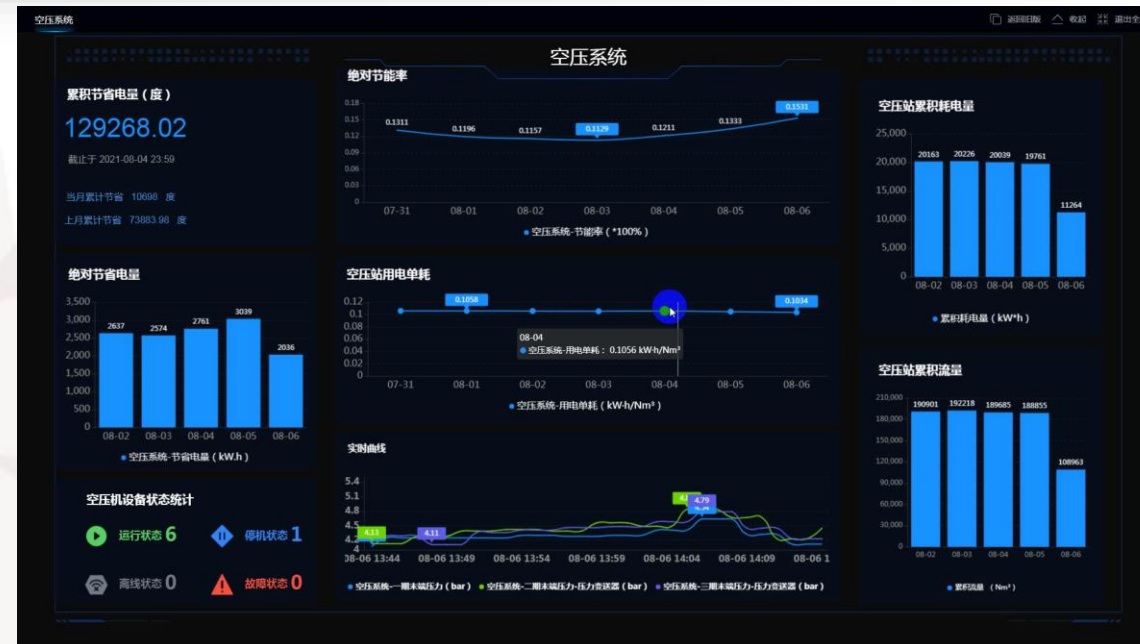 空压系统
返回旧版 收起 退出全
空压系统
累积节省电量 ( 度 )
129268.02
截止于 2021-08-04 23:59
当月累计节省 10698 度
上月累计节省 73883.98 度
绝对节能率
0.18
0.15
0.12
0.09
0.06
0.03
0
0.1311
0.1196
0.1157
0.1129
0.1211
0.1333
0.1531
07-31 08-01 08-02 08-03 08-04 08-05 08-06
空压系统-节能率 ( *100% )
空压站累积耗电量
25,000
20,000
15,000
10,000
5,000
0
20163 20226 20039 19761 11264
08-02 08-03 08-04 08-05 08-06
累积耗电量 ( kW*h )
绝对节省电量
3,500
3,000
2,500
2,000
1,500
1,000
500
0
2637 2574 2761 3039 2036
08-02 08-03 08-04 08-05 08-06
空压系统-节省电量 ( kW.h )
空压站用电单耗
0.12
0.1
0.08
0.06
0.04
0.02
0
0.1058
0.1034
08-04
空压系统-用电单耗 : 0.1056 kW·h/Nm³
07-31 08-01 08-02 08-03 08-04 08-05 08-06
空压系统-用电单耗 ( kW·h/Nm³ )
空压站累积流量
210,000
180,000
150,000
120,000
90,000
60,000
30,000
0
190901 192218 189685 188855 108963
08-02 08-03 08-04 08-05 08-06
累积流量 ( Nm³ )
空压机设备状态统计
运行状态 6
停机状态 1
离线状态 0
故障状态 0
实时曲线
5.4
5.1
4.8
4.5
4.2
4
4.13
4.11
4.79
08-06 13:44 08-06 13:49 08-06 13:54 08-06 13:59 08-06 14:04 08-06 14:09 08-06 1
空压系统-一期末端压力 ( bar ) 空压系统-二期末端压力-压力变送器 ( bar ) 空压系统-三期末端压力-压力变送器 ( bar )